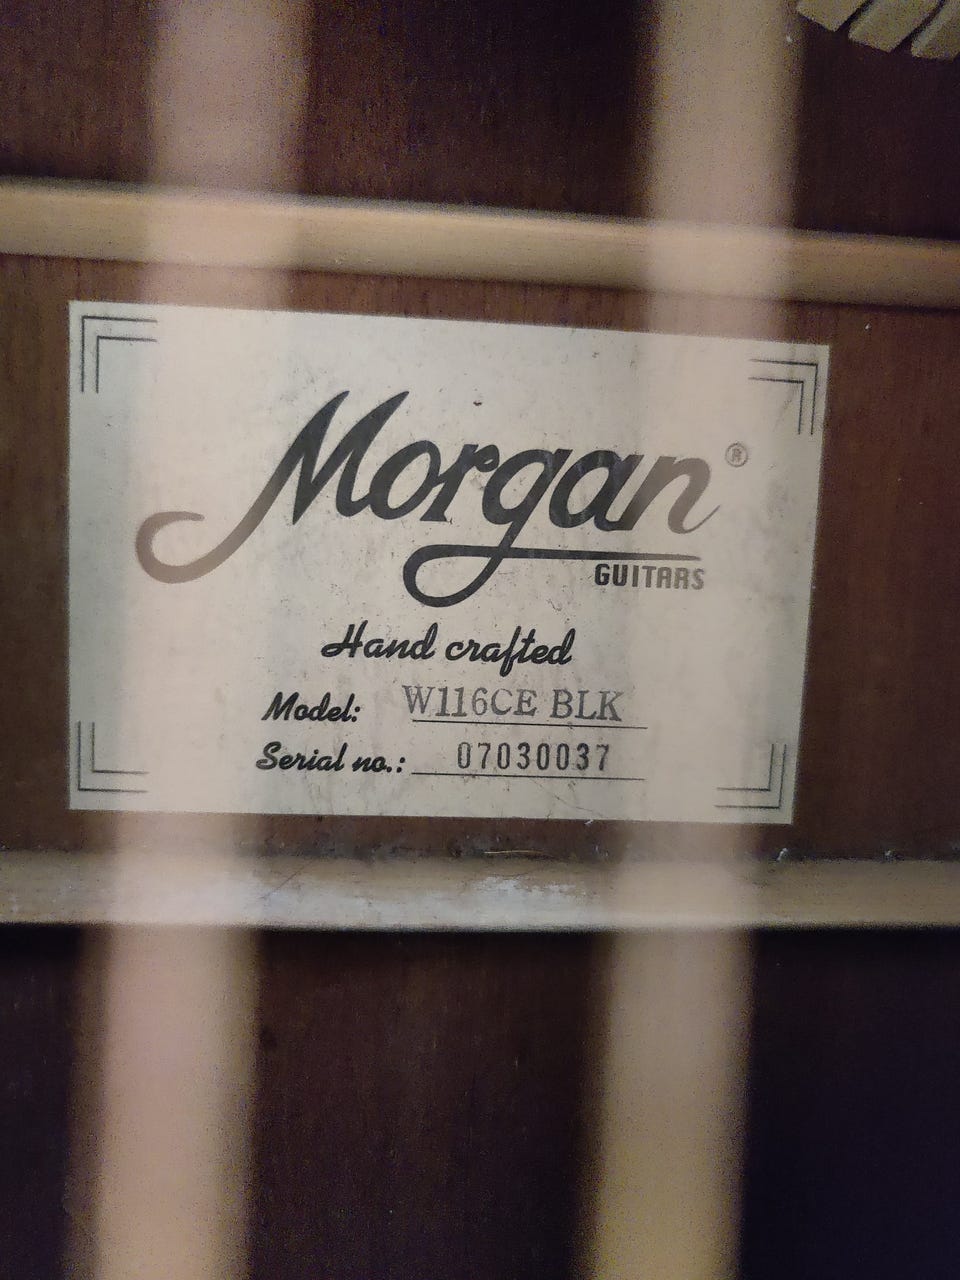 Morgan®
GUITARS
Hand crafted
Model: W116CE BLK
Serial no.: 07030037